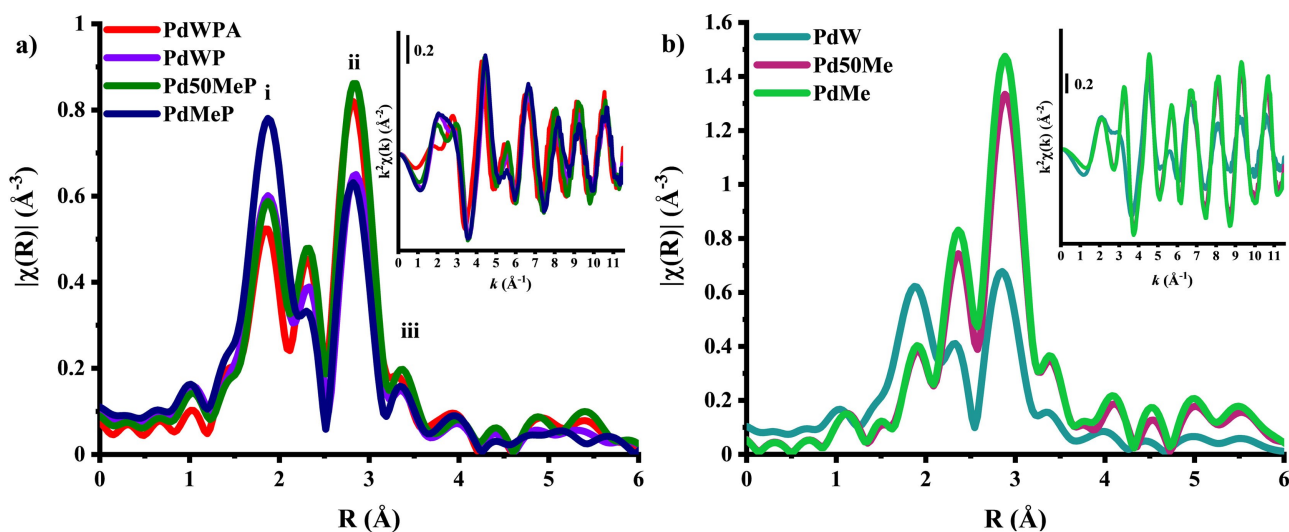 a)
PdWPA
PdWP
Pd50MeP
PdMeP
i
ii
iii
|χ(R)| (Å⁻³)
1
0.8
0.6
0.4
0.2
0
0 1 2 3 4 5 6
R (Å)
0.2
k²χ(k) (Å⁻²)
0 1 2 3 4 5 6 7 8 9 10 11
k (Å⁻¹)
b)
PdW
Pd50Me
PdMe
|χ(R)| (Å⁻³)
1.6
1.4
1.2
1.0
0.8
0.6
0.4
0.2
0
0 1 2 3 4 5 6
R (Å)
0.2
k²χ(k) (Å⁻²)
0 1 2 3 4 5 6 7 8 9 10 11
k (Å⁻¹)